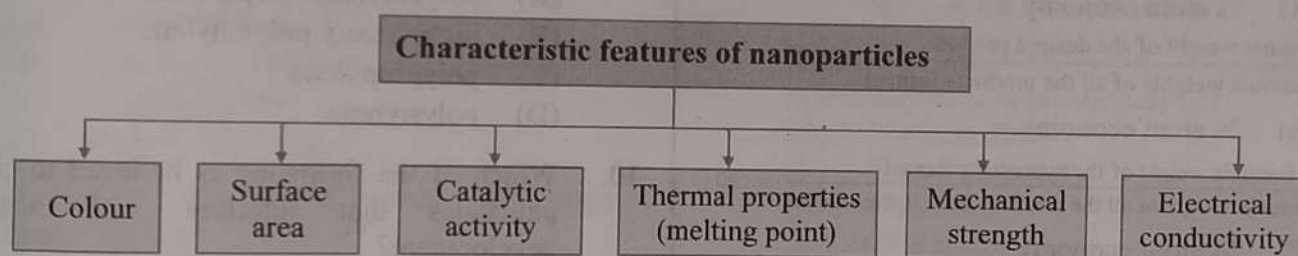 Characteristic features of nanoparticles
Colour
Surface
area
Catalytic
activity
Thermal properties
(melting point)
Mechanical
strength
Electrical
conductivity